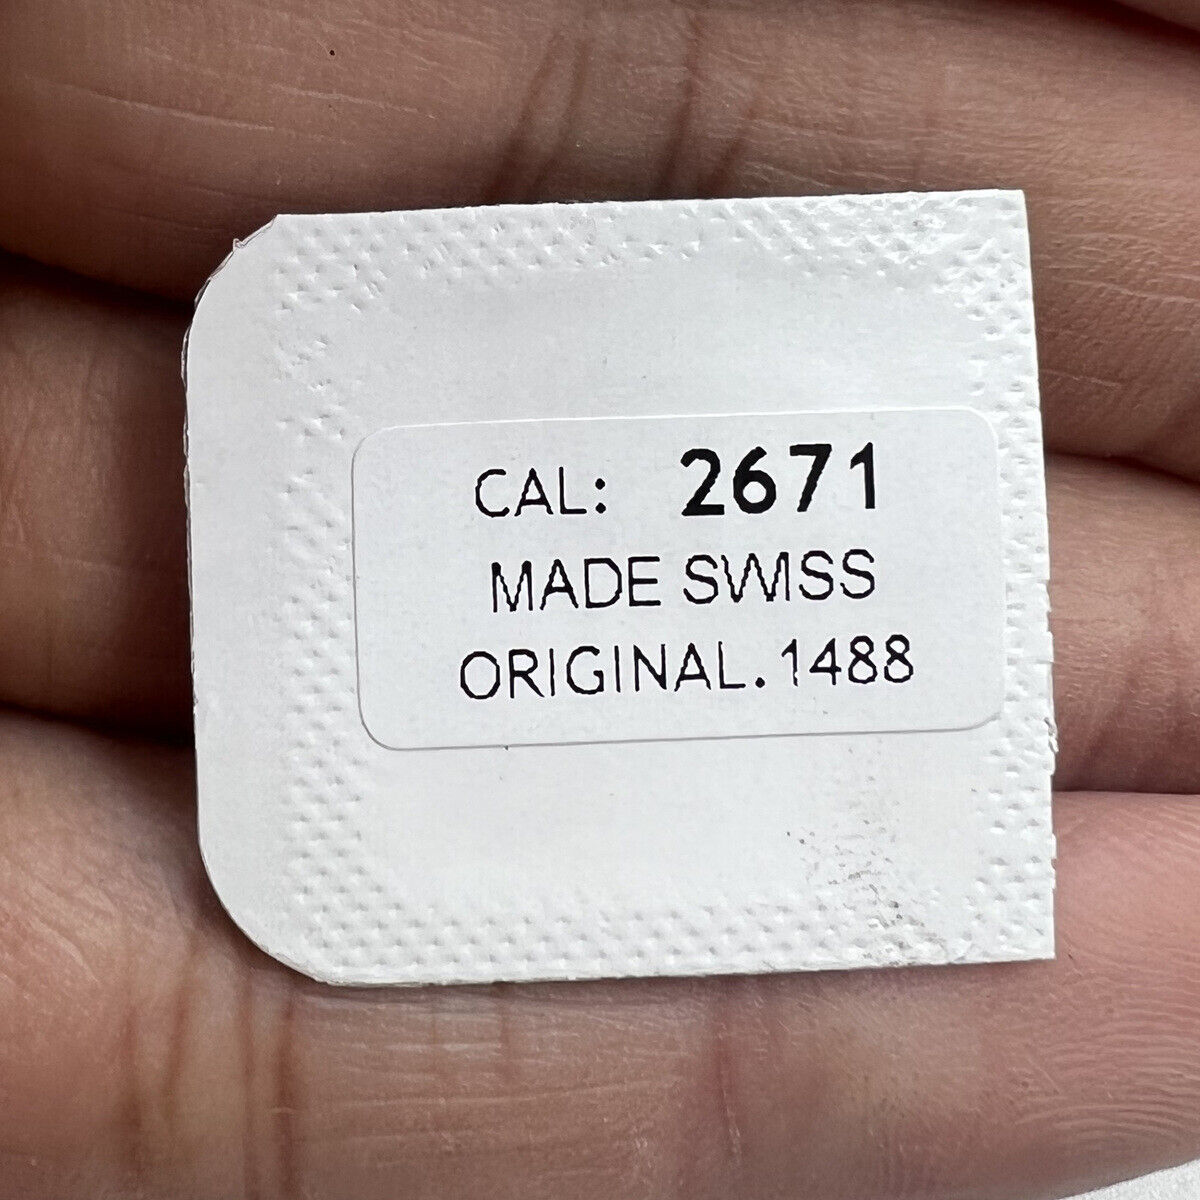 CAL: 2671
MADE SWISS
ORIGINAL. 1488